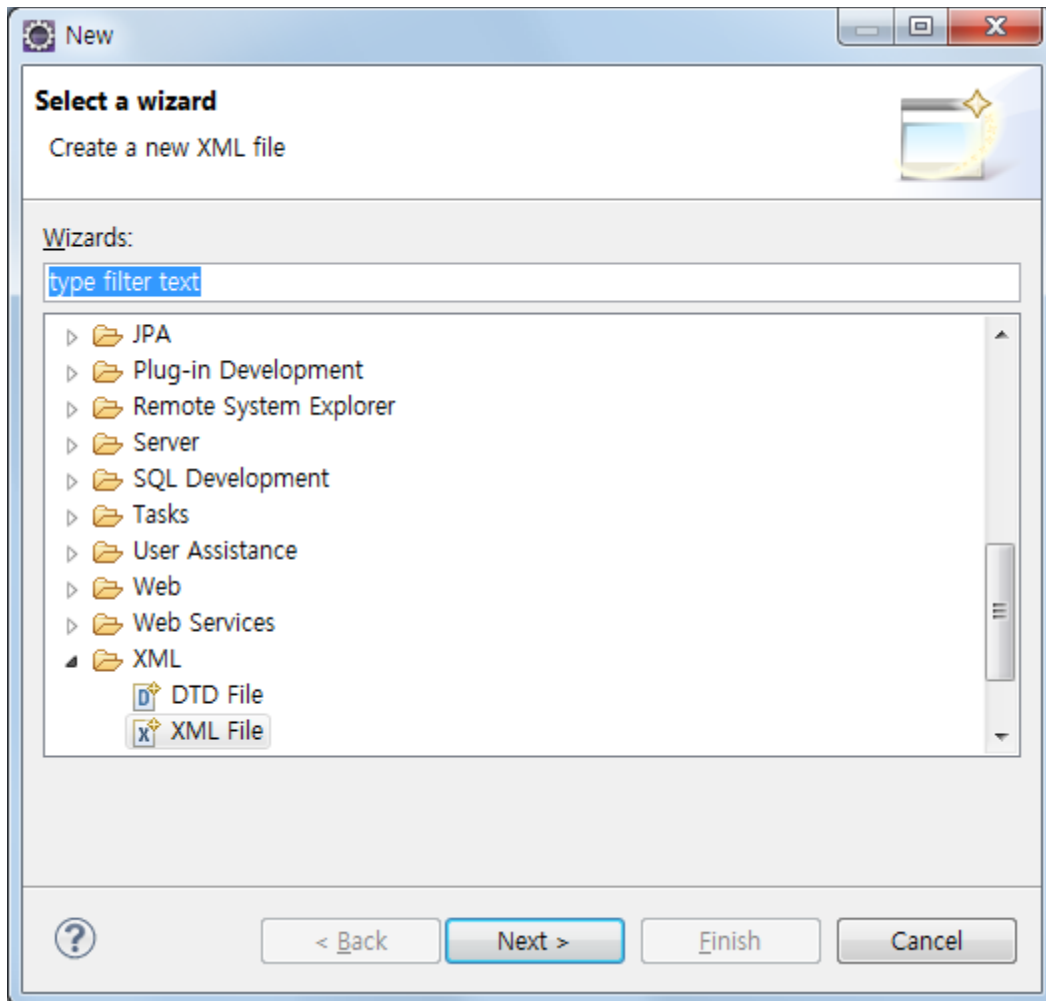 New
Select a wizard
Create a new XML file
Wizards:
type filter text
JPA
Plug-in Development
Remote System Explorer
Server
SQL Development
Tasks
User Assistance
Web
Web Services
XML
DTD File
XML File
< Back Next > Finish Cancel